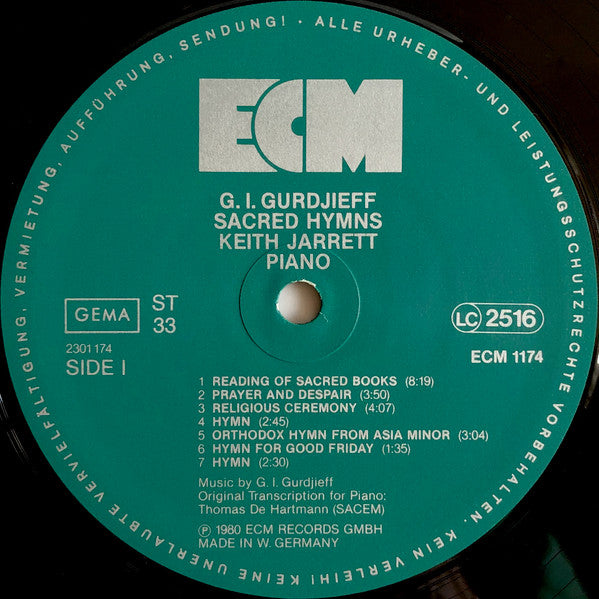 ALLE URHEBER- UND LEISTUNGSSCHUTZRECHTE VORBEHALTEN. KEIN VERLEIH! KEINE UNERLAUBTE VERVIELFÄLTIGUNG, VERMIETUNG, AUFFÜHRUNG, SENDUNG! ·
ECM
G. I. GURDJIEFF
SACRED HYMNS
KEITH JARRETT
PIANO
GEMA
ST
33
LC 2516
2301 174
SIDE I
ECM 1174
1 READING OF SACRED BOOKS (8:19)
2 PRAYER AND DESPAIR (3:50)
3 RELIGIOUS CEREMONY (4:07)
4 HYMN (2:45)
5 ORTHODOX HYMN FROM ASIA MINOR (3:04)
6 HYMN FOR GOOD FRIDAY (1:35)
7 HYMN (2:30)
Music by G. I. Gurdjieff
Original Transcription for Piano:
Thomas De Hartmann (SACEM)
Ⓟ 1980 ECM RECORDS GMBH
MADE IN W. GERMANY